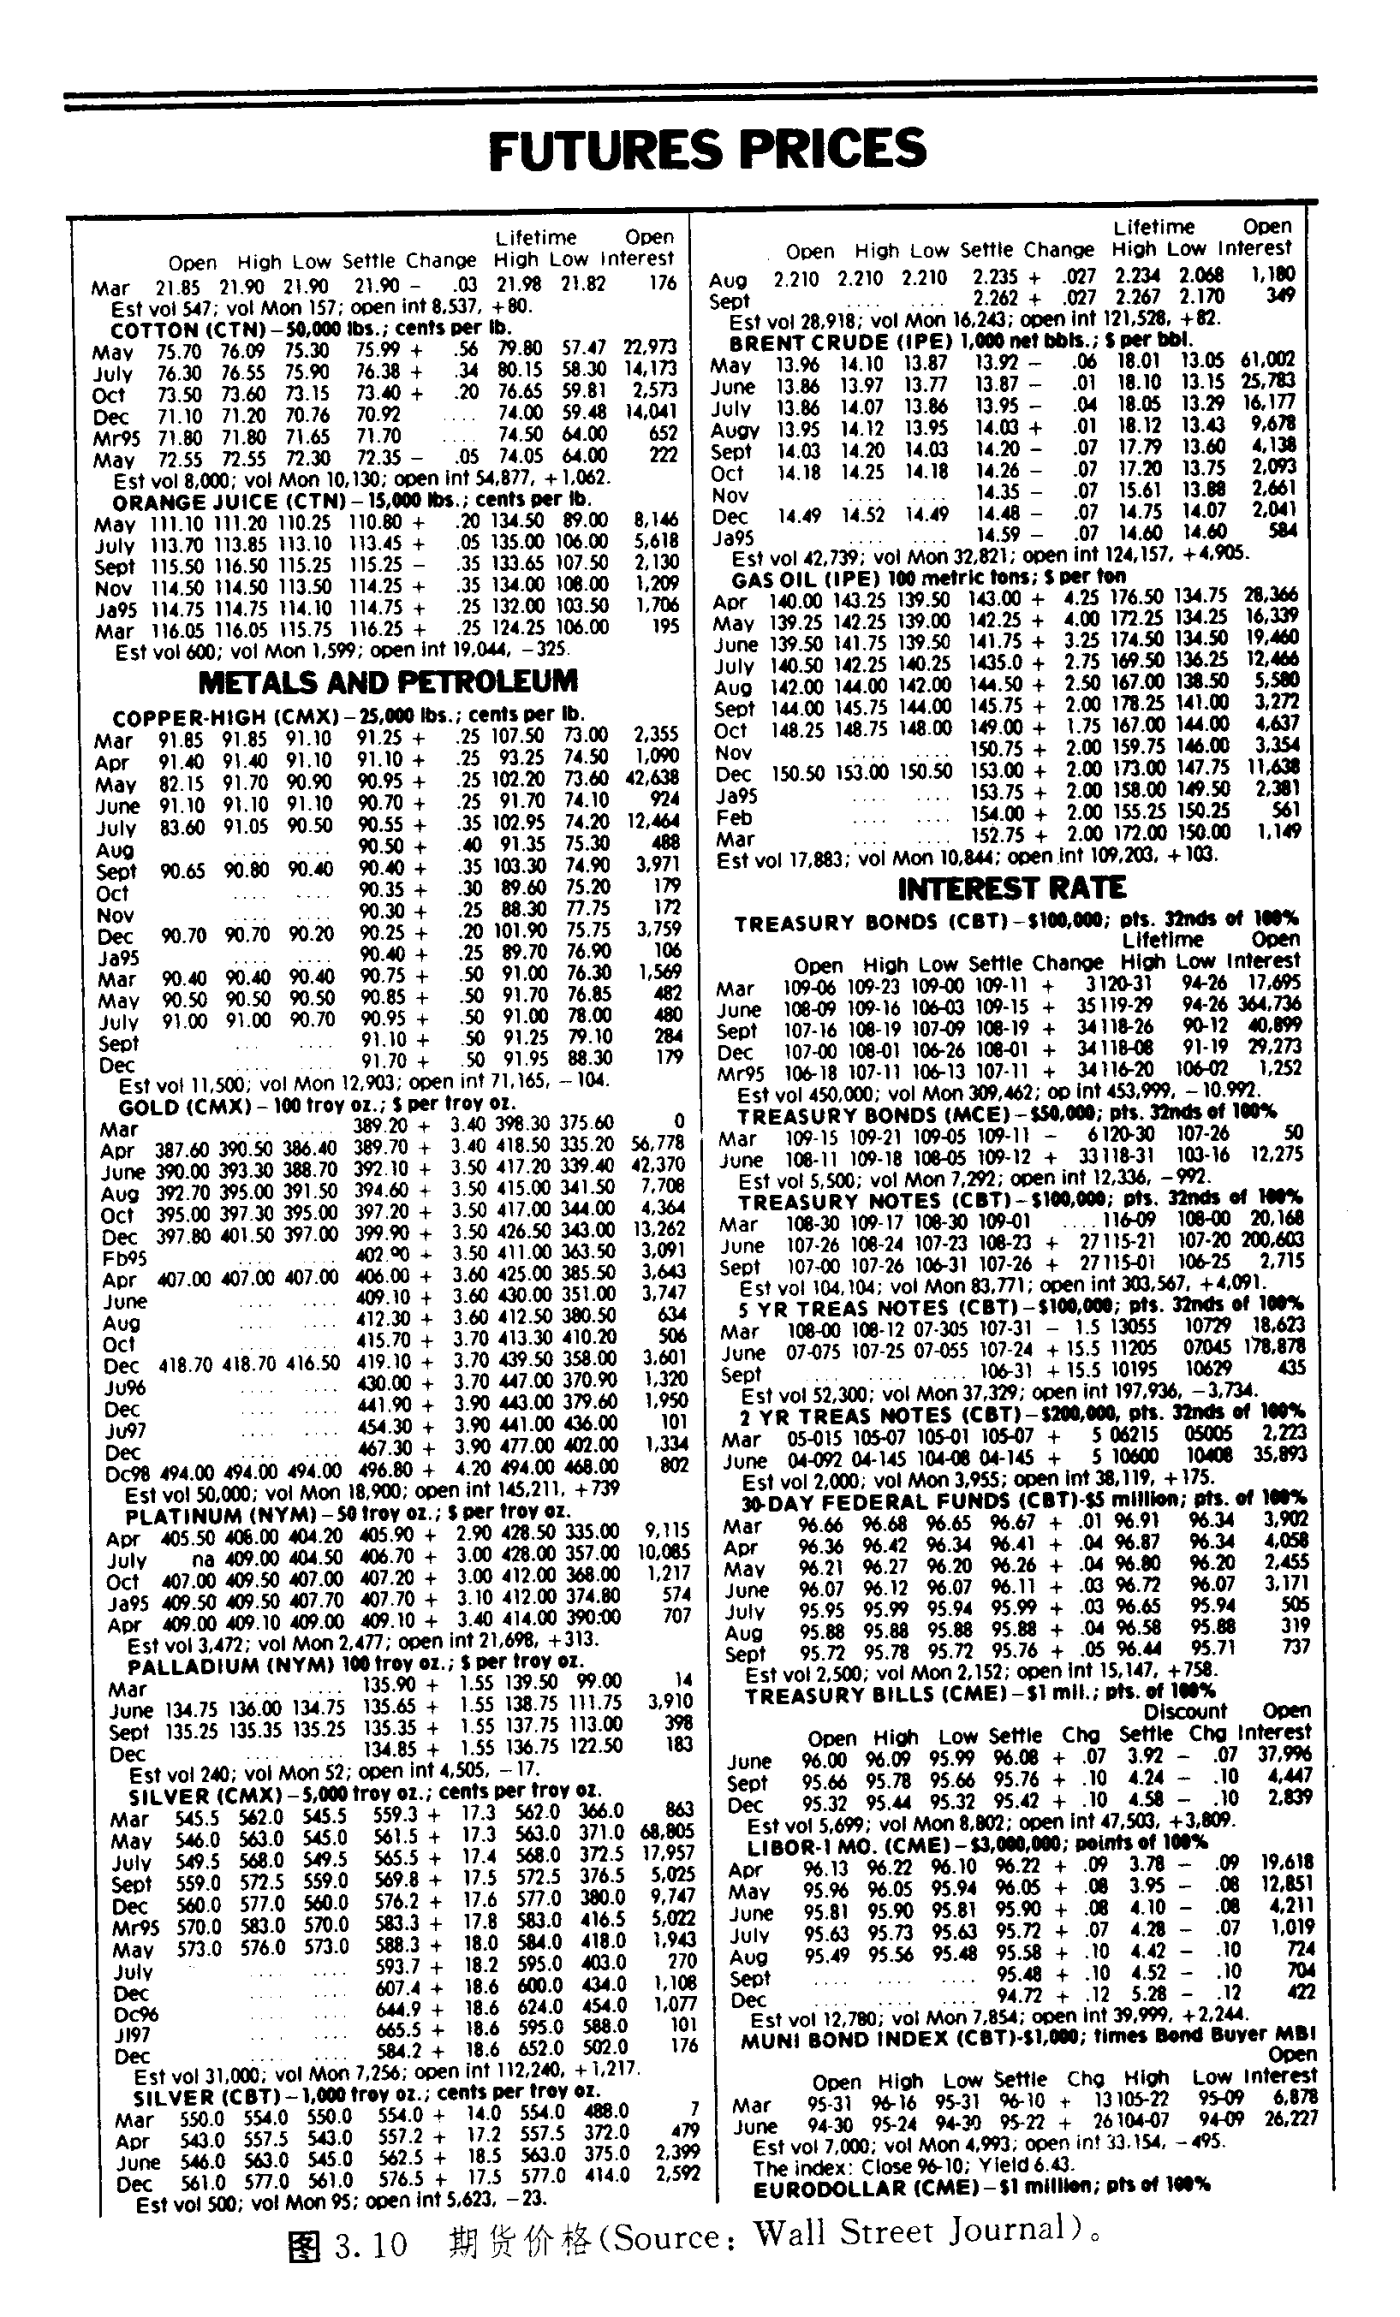 FUTURES PRICES
Lifetime Open
Open High Low Settle Change High Low Interest
Mar 21.85 21.90 21.90 21.90 – .03 21.98 21.82 176
Est vol 547; vol Mon 157; open int 8,537, +80.
COTTON (CTN) – 50,000 lbs.; cents per lb.
May 75.70 76.09 75.30 75.99 + .56 79.80 57.47 22,973
July 76.30 76.55 75.90 76.38 + .34 80.15 58.30 14,173
Oct 73.50 73.60 73.15 73.40 + .20 76.65 59.81 2,573
Dec 71.10 71.20 70.76 70.92 .... 74.00 59.48 14,041
Mr95 71.80 71.80 71.65 71.70 .... 74.50 64.00 652
May 72.55 72.55 72.30 72.35 – .05 74.05 64.00 222
Est vol 8,000; vol Mon 10,130; open int 54,877, +1,062.
ORANGE JUICE (CTN) – 15,000 lbs.; cents per lb.
May 111.10 111.20 110.25 110.80 + .20 134.50 89.00 8,146
July 113.70 113.85 113.10 113.45 + .05 135.00 106.00 5,618
Sept 115.50 116.50 115.25 115.25 – .35 133.65 107.50 2,130
Nov 114.50 114.50 113.50 114.25 + .35 134.00 108.00 1,209
Ja95 114.75 114.75 114.10 114.75 + .25 132.00 103.50 1,706
Mar 116.05 116.05 115.75 116.25 + .25 124.25 106.00 195
Est vol 600; vol Mon 1,599; open int 19,044, –325.
METALS AND PETROLEUM
COPPER-HIGH (CMX) – 25,000 lbs.; cents per lb.
Mar 91.85 91.85 91.10 91.25 + .25 107.50 73.00 2,355
Apr 91.40 91.40 91.10 91.10 + .25 93.25 74.50 1,090
May 82.15 91.70 90.90 90.95 + .25 102.20 73.60 42,638
June 91.10 91.10 91.10 90.70 + .25 91.70 74.10 924
July 83.60 91.05 90.50 90.55 + .35 102.95 74.20 12,464
Aug .... .... 90.50 + .40 91.35 75.30 488
Sept 90.65 90.80 90.40 90.40 + .35 103.30 74.90 3,971
Oct .... .... 90.35 + .30 89.60 75.20 179
Nov .... .... 90.30 + .25 88.30 77.75 172
Dec 90.70 90.70 90.20 90.25 + .20 101.90 75.75 3,759
Ja95 .... .... 90.40 + .25 89.70 76.90 106
Mar 90.40 90.40 90.40 90.75 + .50 91.00 76.30 1,569
May 90.50 90.50 90.50 90.85 + .50 91.70 76.85 482
July 91.00 91.00 90.70 90.95 + .50 91.00 78.00 480
Sept .... .... 91.10 + .50 91.25 79.10 284
Dec .... .... 91.70 + .50 91.95 88.30 179
Est vol 11,500; vol Mon 12,903; open int 71,165, –104.
GOLD (CMX) – 100 troy oz.; $ per troy oz.
Mar .... .... 389.20 + 3.40 398.30 375.60 0
Apr 387.60 390.50 386.40 389.70 + 3.40 418.50 335.20 56,778
June 390.00 393.30 388.70 392.10 + 3.50 417.20 339.40 42,370
Aug 392.70 395.00 391.50 394.60 + 3.50 415.00 341.50 7,708
Oct 395.00 397.30 395.00 397.20 + 3.50 417.00 344.00 4,364
Dec 397.80 401.50 397.00 399.90 + 3.50 426.50 343.00 13,262
Fb95 .... .... 402.90 + 3.50 411.00 363.50 3,091
Apr 407.00 407.00 407.00 406.00 + 3.60 425.00 385.50 3,643
June .... .... 409.10 + 3.60 430.00 351.00 3,747
Aug .... .... 412.30 + 3.60 412.50 380.50 634
Oct .... .... 415.70 + 3.70 413.30 410.20 506
Dec 418.70 418.70 416.50 419.10 + 3.70 439.50 358.00 3,601
Ju96 .... .... 430.00 + 3.70 447.00 370.90 1,320
Dec .... .... 441.90 + 3.90 443.00 379.60 1,950
Ju97 .... .... 454.30 + 3.90 441.00 436.00 101
Dec .... .... 467.30 + 3.90 477.00 402.00 1,334
Dc98 494.00 494.00 494.00 496.80 + 4.20 494.00 468.00 802
Est vol 50,000; vol Mon 18,900; open int 145,211, +739
PLATINUM (NYM) – 50 troy oz.; $ per troy oz.
Apr 405.50 408.00 404.20 405.90 + 2.90 428.50 335.00 9,115
July na 409.00 404.50 406.70 + 3.00 428.00 357.00 10,085
Oct 407.00 409.50 407.00 407.20 + 3.00 412.00 368.00 1,217
Ja95 409.50 409.50 407.70 407.70 + 3.10 412.00 374.80 574
Apr 409.00 409.10 409.00 409.10 + 3.40 414.00 390:00 707
Est vol 3,472; vol Mon 2,477; open int 21,698, +313.
PALLADIUM (NYM) 100 troy oz.; $ per troy oz.
Mar .... .... 135.90 + 1.55 139.50 99.00 14
June 134.75 136.00 134.75 135.65 + 1.55 138.75 111.75 3,910
Sept 135.25 135.35 135.25 135.35 + 1.55 137.75 113.00 398
Dec .... .... 134.85 + 1.55 136.75 122.50 183
Est vol 240; vol Mon 52; open int 4,505, –17.
SILVER (CMX) – 5,000 troy oz.; cents per troy oz.
Mar 545.5 562.0 545.5 559.3 + 17.3 562.0 366.0 863
May 546.0 563.0 545.0 561.5 + 17.3 563.0 371.0 68,805
July 549.5 568.0 549.5 565.5 + 17.4 568.0 372.5 17,957
Sept 559.0 572.5 559.0 569.8 + 17.5 572.5 376.5 5,025
Dec 560.0 577.0 560.0 576.2 + 17.6 577.0 380.0 9,747
Mr95 570.0 583.0 570.0 583.3 + 17.8 583.0 416.5 5,022
May 573.0 576.0 573.0 588.3 + 18.0 584.0 418.0 1,943
July .... .... 593.7 + 18.2 595.0 403.0 270
Dec .... .... 607.4 + 18.6 600.0 434.0 1,108
Dc96 .... .... 644.9 + 18.6 624.0 454.0 1,077
Jl97 .... .... 665.5 + 18.6 595.0 588.0 101
Dec .... .... 584.2 + 18.6 652.0 502.0 176
Est vol 31,000; vol Mon 7,256; open int 112,240, +1,217.
SILVER (CBT) – 1,000 troy oz.; cents per troy oz.
Mar 550.0 554.0 550.0 554.0 + 14.0 554.0 488.0 7
Apr 543.0 557.5 543.0 557.2 + 17.2 557.5 372.0 479
June 546.0 563.0 545.0 562.5 + 18.5 563.0 375.0 2,399
Dec 561.0 577.0 561.0 576.5 + 17.5 577.0 414.0 2,592
Est vol 500; vol Mon 95; open int 5,623, –23.
Lifetime Open
Open High Low Settle Change High Low Interest
Aug 2.210 2.210 2.210 2.235 + .027 2.234 2.068 1,180
Sept .... .... 2.262 + .027 2.267 2.170 349
Est vol 28,918; vol Mon 16,243; open int 121,528, +82.
BRENT CRUDE (IPE) 1,000 net bbls.; $ per bbl.
May 13.96 14.10 13.87 13.92 – .06 18.01 13.05 61,002
June 13.86 13.97 13.77 13.87 – .01 18.10 13.15 25,783
July 13.86 14.07 13.86 13.95 – .04 18.05 13.29 16,177
Augy 13.95 14.12 13.95 14.03 + .01 18.12 13.43 9,678
Sept 14.03 14.20 14.03 14.20 – .07 17.79 13.60 4,138
Oct 14.18 14.25 14.18 14.26 – .07 17.20 13.75 2,093
Nov .... .... 14.35 – .07 15.61 13.88 2,661
Dec 14.49 14.52 14.49 14.48 – .07 14.75 14.07 2,041
Ja95 .... .... 14.59 – .07 14.60 14.60 584
Est vol 42,739; vol Mon 32,821; open int 124,157, +4,905.
GAS OIL (IPE) 100 metric tons; $ per ton
Apr 140.00 143.25 139.50 143.00 + 4.25 176.50 134.75 28,366
May 139.25 142.25 139.00 142.25 + 4.00 172.25 134.25 16,339
June 139.50 141.75 139.50 141.75 + 3.25 174.50 134.50 19,460
July 140.50 142.25 140.25 1435.0 + 2.75 169.50 136.25 12,466
Aug 142.00 144.00 142.00 144.50 + 2.50 167.00 138.50 5,580
Sept 144.00 145.75 144.00 145.75 + 2.00 178.25 141.00 3,272
Oct 148.25 148.75 148.00 149.00 + 1.75 167.00 144.00 4,637
Nov .... .... 150.75 + 2.00 159.75 146.00 3,354
Dec 150.50 153.00 150.50 153.00 + 2.00 173.00 147.75 11,638
Ja95 .... .... 153.75 + 2.00 158.00 149.50 2,381
Feb .... .... 154.00 + 2.00 155.25 150.25 561
Mar .... .... 152.75 + 2.00 172.00 150.00 1,149
Est vol 17,883; vol Mon 10,844; open int 109,203, +103.
INTEREST RATE
TREASURY BONDS (CBT) – $100,000; pts. 32nds of 100%
Lifetime Open
Open High Low Settle Change High Low Interest
Mar 109-06 109-23 109-00 109-11 + 3 120-31 94-26 17,695
June 108-09 109-16 106-03 109-15 + 35 119-29 94-26 364,736
Sept 107-16 108-19 107-09 108-19 + 34 118-26 90-12 40,899
Dec 107-00 108-01 106-26 108-01 + 34 118-08 91-19 29,273
Mr95 106-18 107-11 106-13 107-11 + 34 116-20 106-02 1,252
Est vol 450,000; vol Mon 309,462; op int 453,999, –10.992.
TREASURY BONDS (MCE) – $50,000; pts. 32nds of 100%
Mar 109-15 109-21 109-05 109-11 – 6 120-30 107-26 50
June 108-11 109-18 108-05 109-12 + 33 118-31 103-16 12,275
Est vol 5,500; vol Mon 7,292; open int 12,336, –992.
TREASURY NOTES (CBT) – $100,000; pts. 32nds of 100%
Mar 108-30 109-17 108-30 109-01 .... 116-09 108-00 20,168
June 107-26 108-24 107-23 108-23 + 27 115-21 107-20 200,603
Sept 107-00 107-26 106-31 107-26 + 27 115-01 106-25 2,715
Est vol 104,104; vol Mon 83,771; open int 303,567, +4,091.
5 YR TREAS NOTES (CBT) – $100,000; pts. 32nds of 100%
Mar 108-00 108-12 07-305 107-31 – 1.5 13055 10729 18,623
June 07-075 107-25 07-055 107-24 + 15.5 11205 07045 178,878
Sept .... .... .... 106-31 + 15.5 10195 10629 435
Est vol 52,300; vol Mon 37,329; open int 197,936, –3,734.
2 YR TREAS NOTES (CBT) – $200,000, pts. 32nds of 100%
Mar 05-015 105-07 105-01 105-07 + 5 06215 05005 2,223
June 04-092 04-145 104-08 04-145 + 5 10600 10408 35,893
Est vol 2,000; vol Mon 3,955; open int 38,119, +175.
30-DAY FEDERAL FUNDS (CBT)-$5 million; pts. of 100%
Mar 96.66 96.68 96.65 96.67 + .01 96.91 96.34 3,902
Apr 96.36 96.42 96.34 96.41 + .04 96.87 96.34 4,058
May 96.21 96.27 96.20 96.26 + .04 96.80 96.20 2,455
June 96.07 96.12 96.07 96.11 + .03 96.72 96.07 3,171
July 95.95 95.99 95.94 95.99 + .03 96.65 95.94 505
Aug 95.88 95.88 95.88 95.88 + .04 96.58 95.88 319
Sept 95.72 95.78 95.72 95.76 + .05 96.44 95.71 737
Est vol 2,500; vol Mon 2,152; open int 15,147, +758.
TREASURY BILLS (CME) – $1 mil.; pts. of 100%
Discount Open
Open High Low Settle Chg Settle Chg Interest
June 96.00 96.09 95.99 96.08 + .07 3.92 – .07 37,996
Sept 95.66 95.78 95.66 95.76 + .10 4.24 – .10 4,447
Dec 95.32 95.44 95.32 95.42 + .10 4.58 – .10 2,839
Est vol 5,699; vol Mon 8,802; open int 47,503, +3,809.
LIBOR-1 MO. (CME) – $3,000,000; points of 100%
Apr 96.13 96.22 96.10 96.22 + .09 3.78 – .09 19,618
May 95.96 96.05 95.94 96.05 + .08 3.95 – .08 12,851
June 95.81 95.90 95.81 95.90 + .08 4.10 – .08 4,211
July 95.63 95.73 95.63 95.72 + .07 4.28 – .07 1,019
Aug 95.49 95.56 95.48 95.58 + .10 4.42 – .10 724
Sept .... .... .... 95.48 + .10 4.52 – .10 704
Dec .... .... .... 94.72 + .12 5.28 – .12 422
Est vol 12,780; vol Mon 7,854; open int 39,999, +2,244.
MUNI BOND INDEX (CBT)-$1,000; times Bond Buyer MBI
Open
Open High Low Settle Chg High Low Interest
Mar 95-31 96-16 95-31 96-10 + 13 105-22 95-09 6,878
June 94-30 95-24 94-30 95-22 + 26 104-07 94-09 26,227
Est vol 7,000; vol Mon 4,993; open int 33,154, –495.
The index: Close 96-10; Yield 6.43.
EURODOLLAR (CME) – $1 million; pts of 100%
图 3.10 期货价格(Source: Wall Street Journal)。